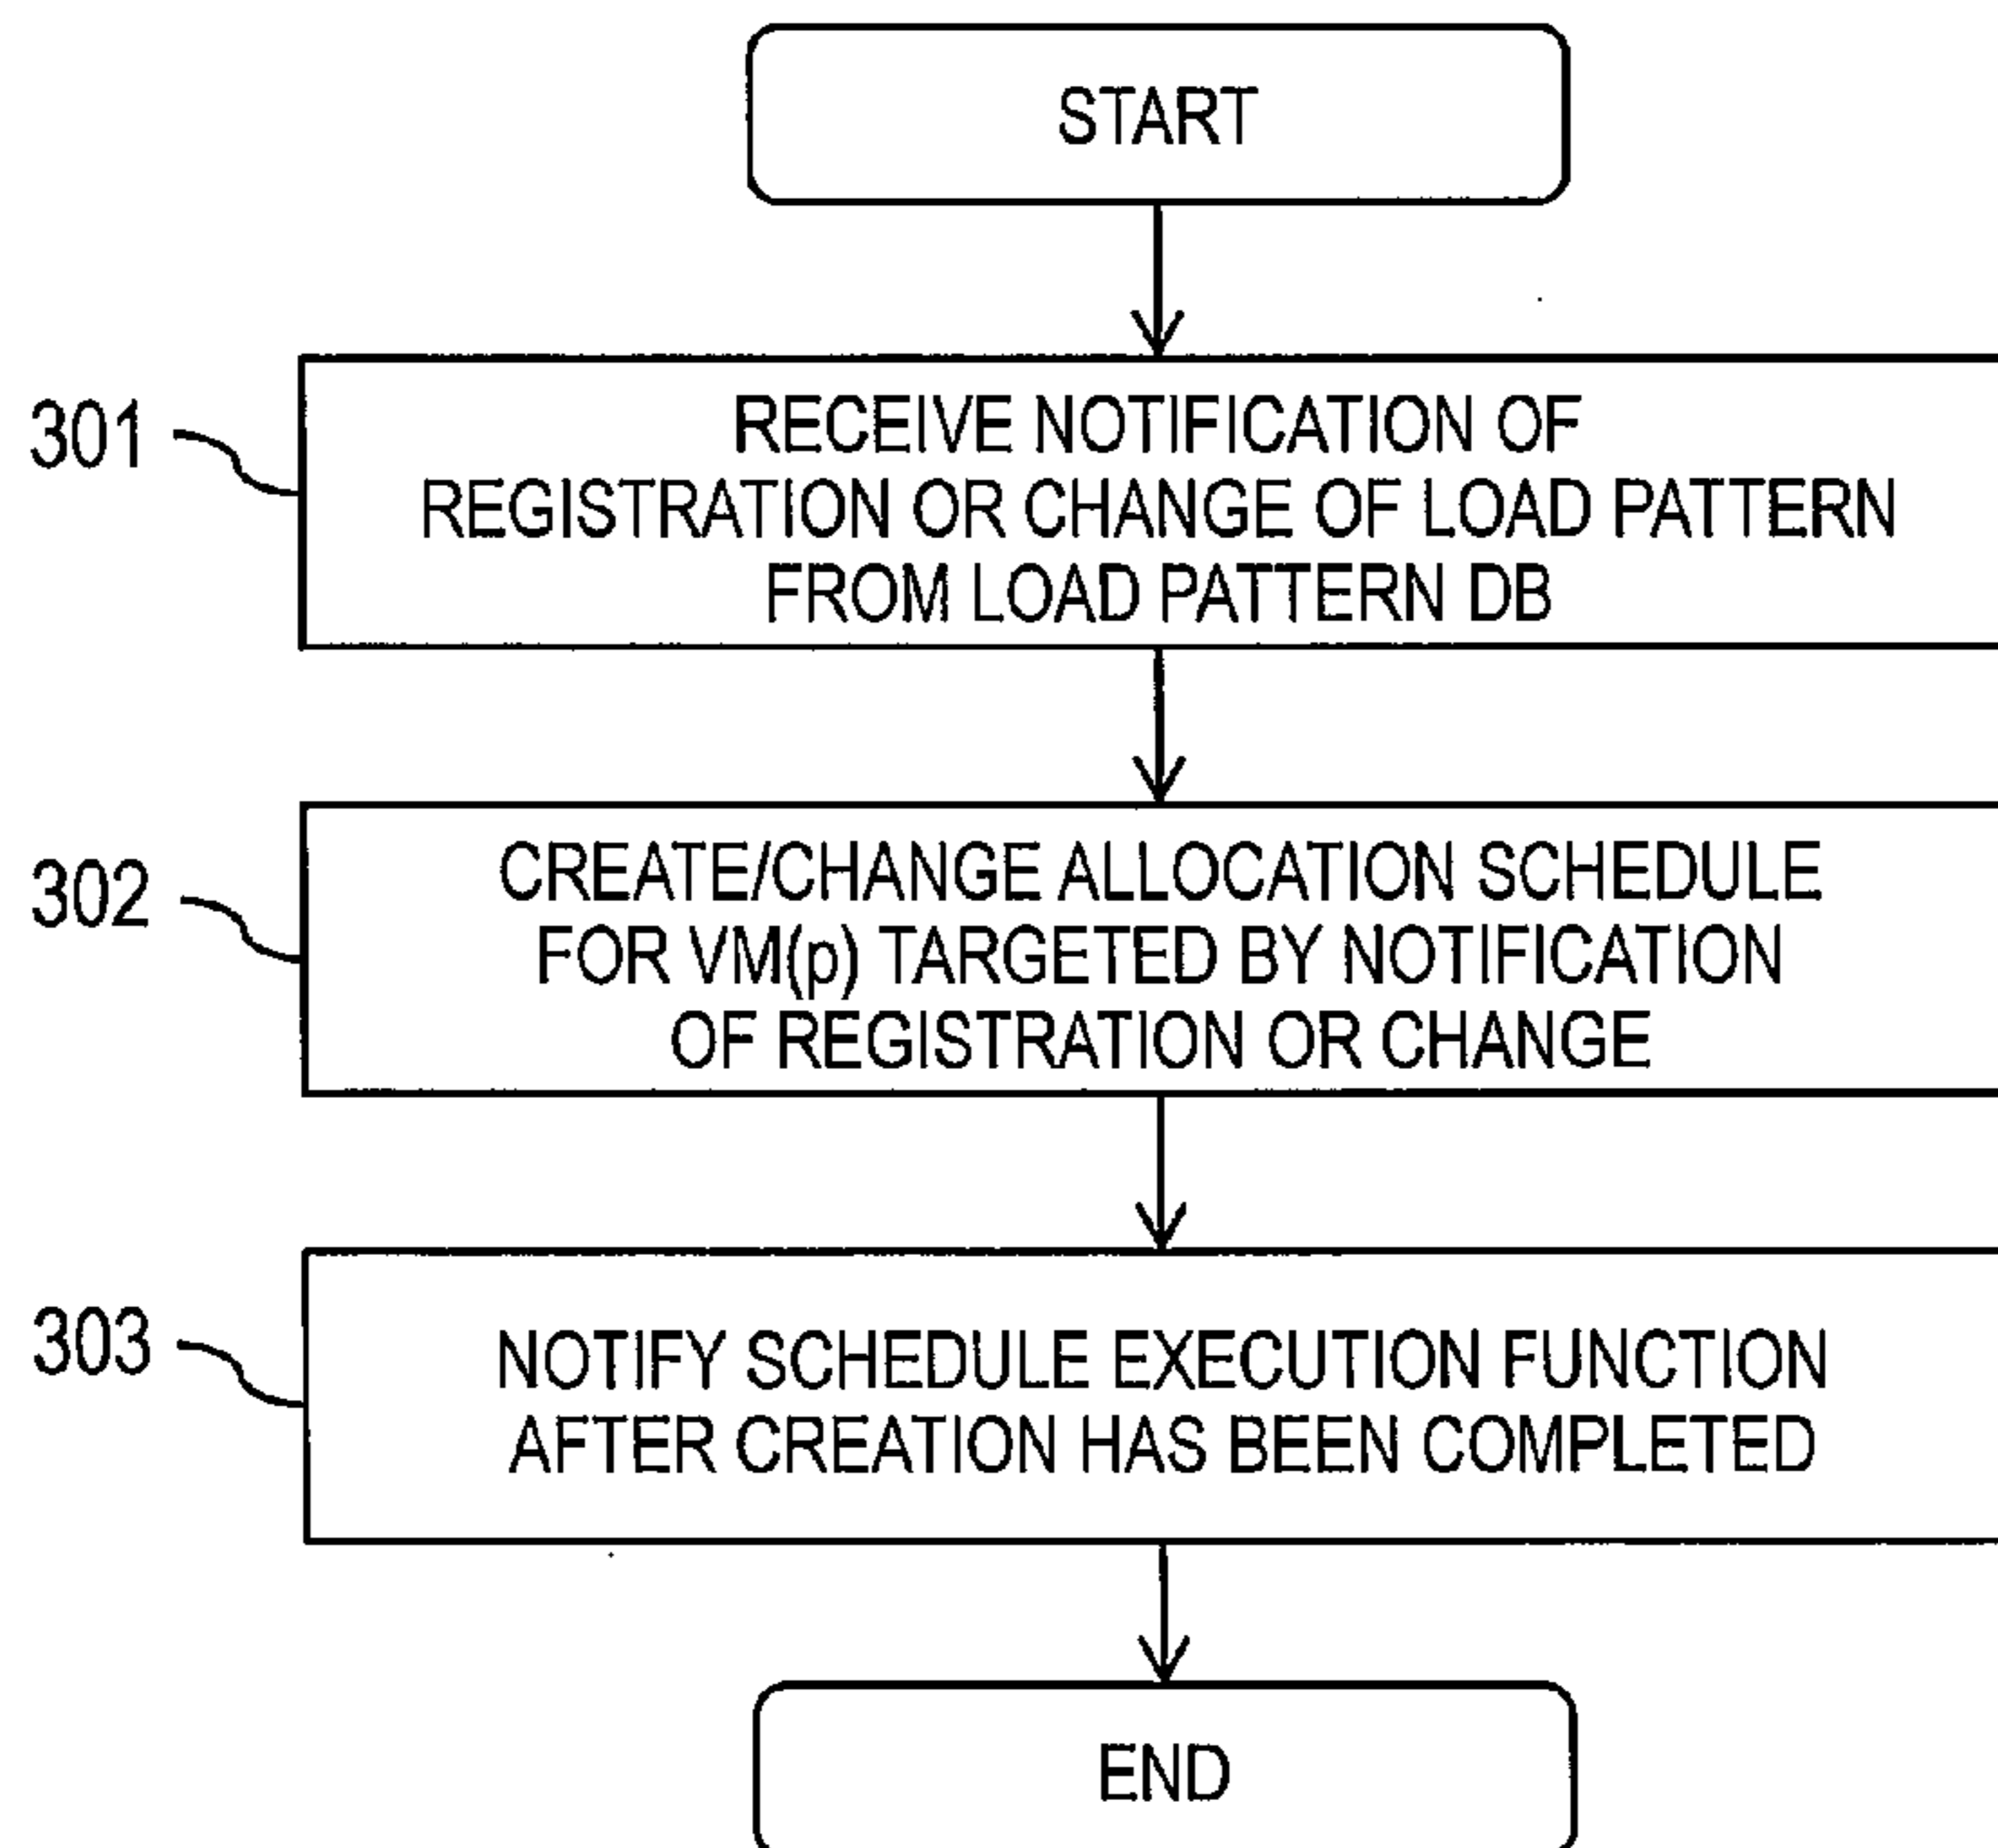 START
301
RECEIVE NOTIFICATION OF
REGISTRATION OR CHANGE OF LOAD PATTERN
FROM LOAD PATTERN DB
302
CREATE/CHANGE ALLOCATION SCHEDULE
FOR VM(p) TARGETED BY NOTIFICATION
OF REGISTRATION OR CHANGE
303
NOTIFY SCHEDULE EXECUTION FUNCTION
AFTER CREATION HAS BEEN COMPLETED
END